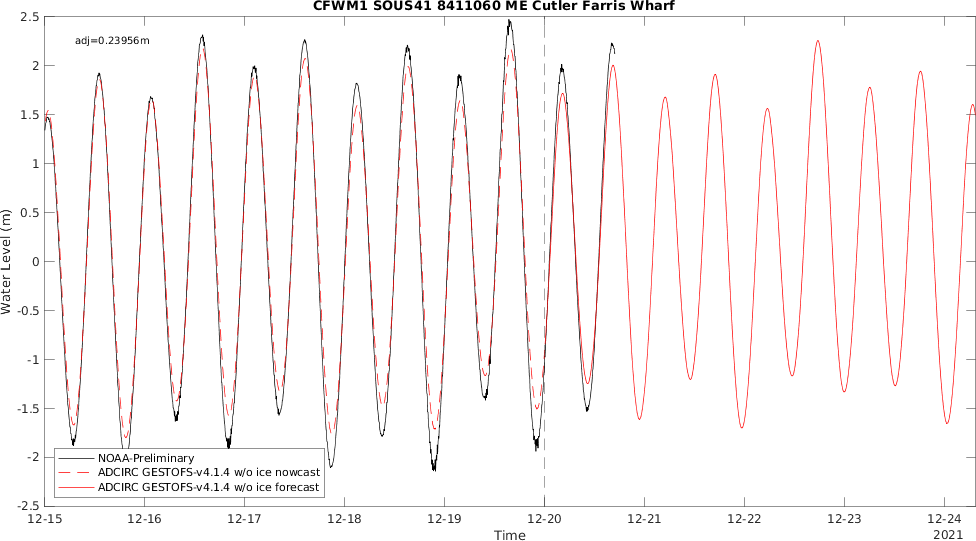 CFWM1 SOUS41 8411060 ME Cutler Farris Wharf
adj=0.23956m
2.5
2
1.5
1
0.5
0
-0.5
-1
-1.5
-2
-2.5
Water Level (m)
NOAA-Preliminary
ADCIRC GESTOFS-v4.1.4 w/o ice nowcast
ADCIRC GESTOFS-v4.1.4 w/o ice forecast
12-15 12-16 12-17 12-18 12-19 12-20 12-21 12-22 12-23 12-24
Time
2021